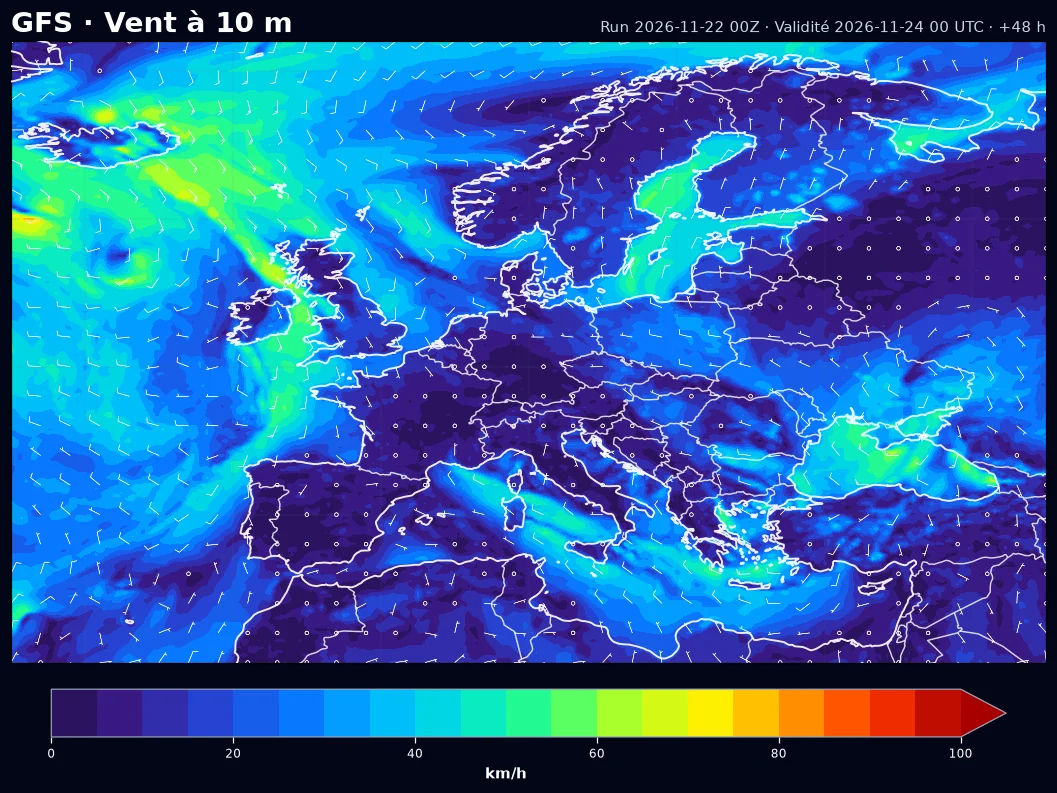 GFS · Vent à 10 m
Run 2026-11-22 00Z · Validité 2026-11-24 00 UTC · +48 h
0 20 40 60 80 100
km/h